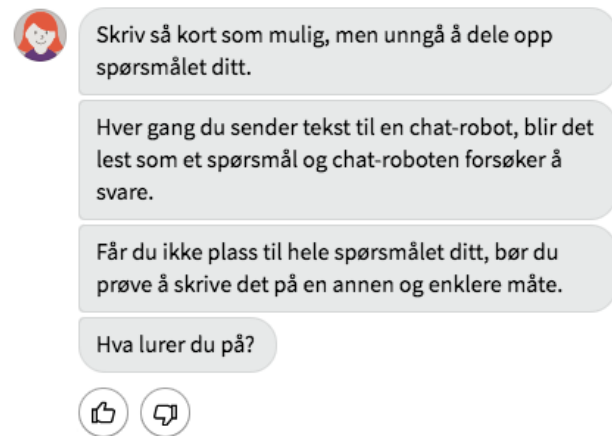 Skriv så kort som mulig, men unngå å dele opp
spørsmålet ditt.
Hver gang du sender tekst til en chat-robot, blir det
lest som et spørsmål og chat-roboten forsøker å
svare.
Får du ikke plass til hele spørsmålet ditt, bør du
prøve å skrive det på en annen og enklere måte.
Hva lurer du på?